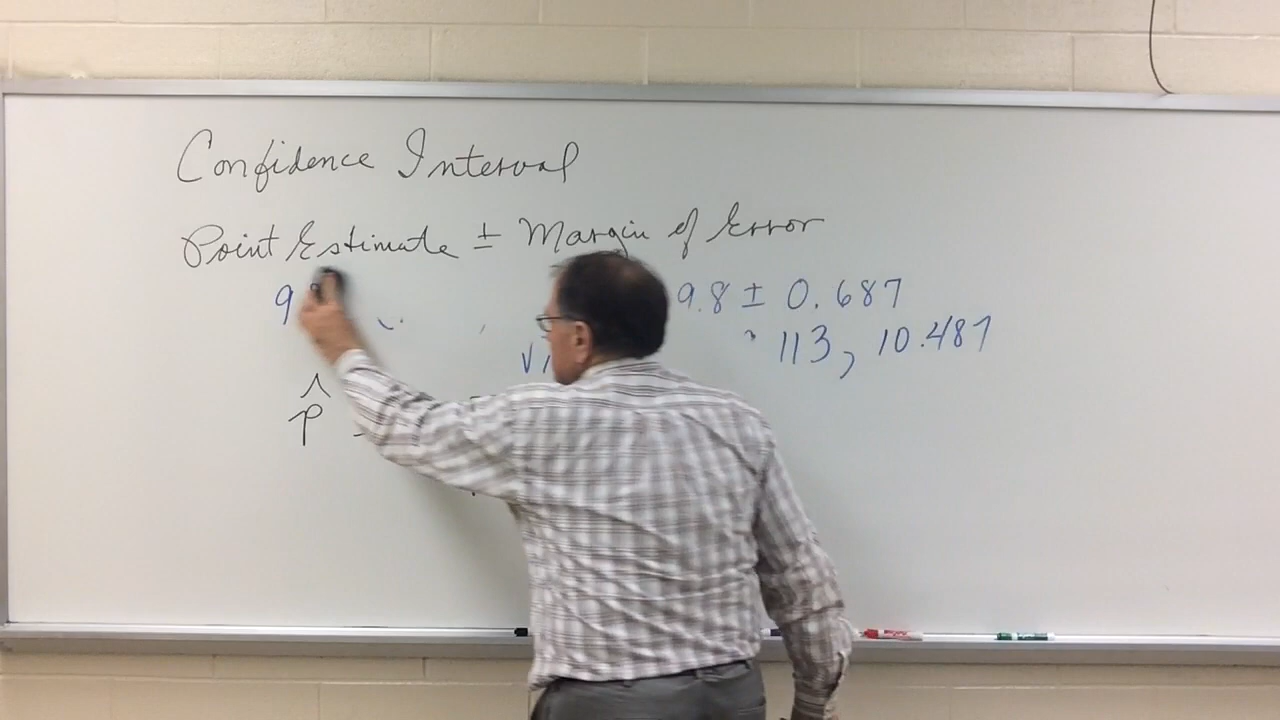 Confidence Interval
Point Estimate ± Margin of Error
9.8 ± 0.687
9
113, 10.487
p̂